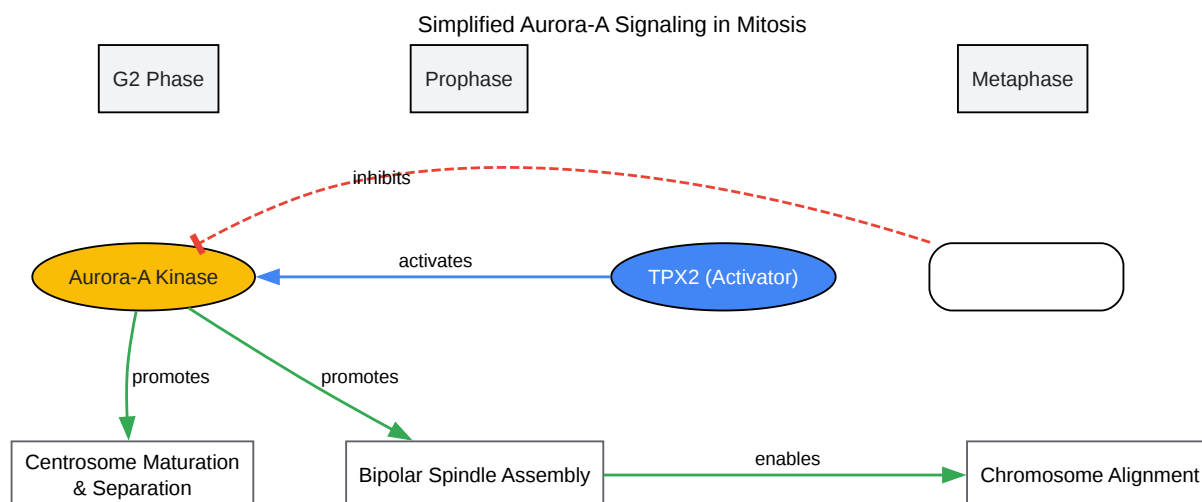 Simplified Aurora-A Signaling in Mitosis
G2 Phase
Prophase
Metaphase
inhibits
Aurora-A Kinase
activates
TPX2 (Activator)
promotes
promotes
Centrosome Maturation
& Separation
Bipolar Spindle Assembly
enables
Chromosome Alignment